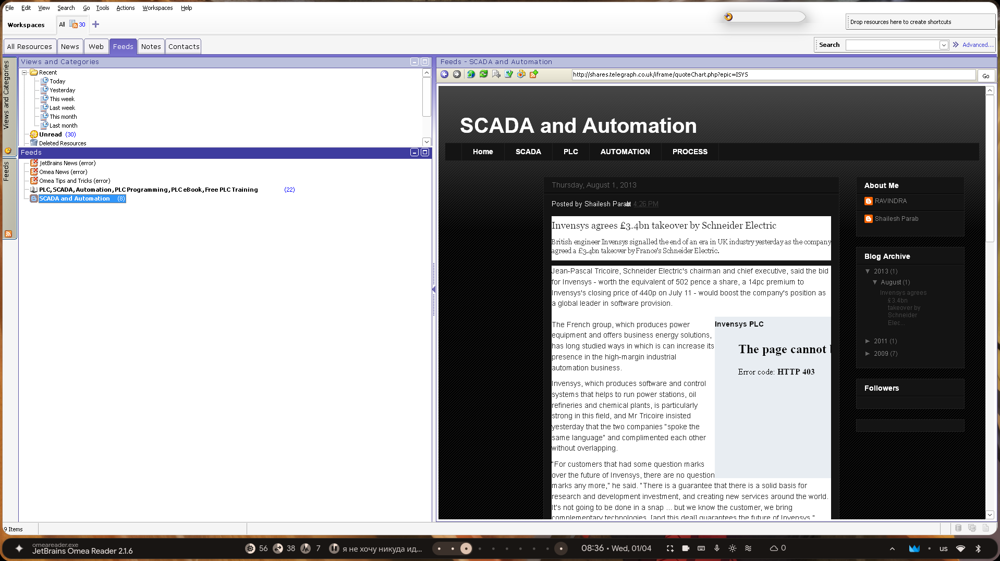 File Edit View Search Go Tools Actions Workspaces Help
Workspaces All 30
Drop resources here to create shortcuts
All Resources News Web Feeds Notes Contacts
Search Advanced...
Views and Categories
Views and Categories
Recent
Today
Yesterday
This week
Last week
This month
Last month
Unread (30)
Deleted Resources
Feeds
Feeds
JetBrains News (error)
Omea News (error)
Omea Tips and Tricks (error)
PLC, SCADA, Automation, PLC Programming, PLC eBook, Free PLC Training (22)
SCADA and Automation (8)
Feeds - SCADA and Automation
http://shares.telegraph.co.uk/iframe/quoteChart.php?epic=ISYS Go
SCADA and Automation
Home SCADA PLC AUTOMATION PROCESS
Thursday, August 1, 2013
Posted by Shailesh Parab at 4:26 PM
Invensys agrees £3.4bn takeover by Schneider Electric
British engineer Invensys signalled the end of an era in UK industry yesterday as the company
agreed a £3.4bn takeover by France's Schneider Electric.
Jean-Pascal Tricoire, Schneider Electric's chairman and chief executive, said the bid
for Invensys - worth the equivalent of 502 pence a share, a 14pc premium to
Invensys's closing price of 440p on July 11 - would boost the company's position as
a global leader in software provision.
The French group, which produces power
equipment and offers business energy solutions,
has long studied ways in which is can increase its
presence in the high-margin industrial
automation business.
Invensys, which produces software and control
systems that helps to run power stations, oil
refineries and chemical plants, is particularly
strong in this field, and Mr Tricoire insisted
yesterday that the two companies "spoke the
same language" and complimented each other
without overlapping.
"For customers that had some question marks
over the future of Invensys, there are no question
marks any more," he said. "There is a guarantee that there is a solid basis for
research and development investment, and creating new services around the world.
It's not going to be done in a snap ... but we know the customer, we bring
complementary technologies, [and this deal] guarantees the future of Invensys."
Invensys PLC
The page cannot
Error code: HTTP 403
About Me
RAVINDRA
Shailesh Parab
Blog Archive
▼ 2013 (1)
▼ August (1)
Invensys agrees
£3.4bn
takeover by
Schneider
Elec...
► 2011 (1)
► 2009 (7)
Followers
9 Items
omeareader.exe
JetBrains Omea Reader 2.1.6
56 38 7 я не хочу никуда ид... 08:36 • Wed, 01/04 0 us